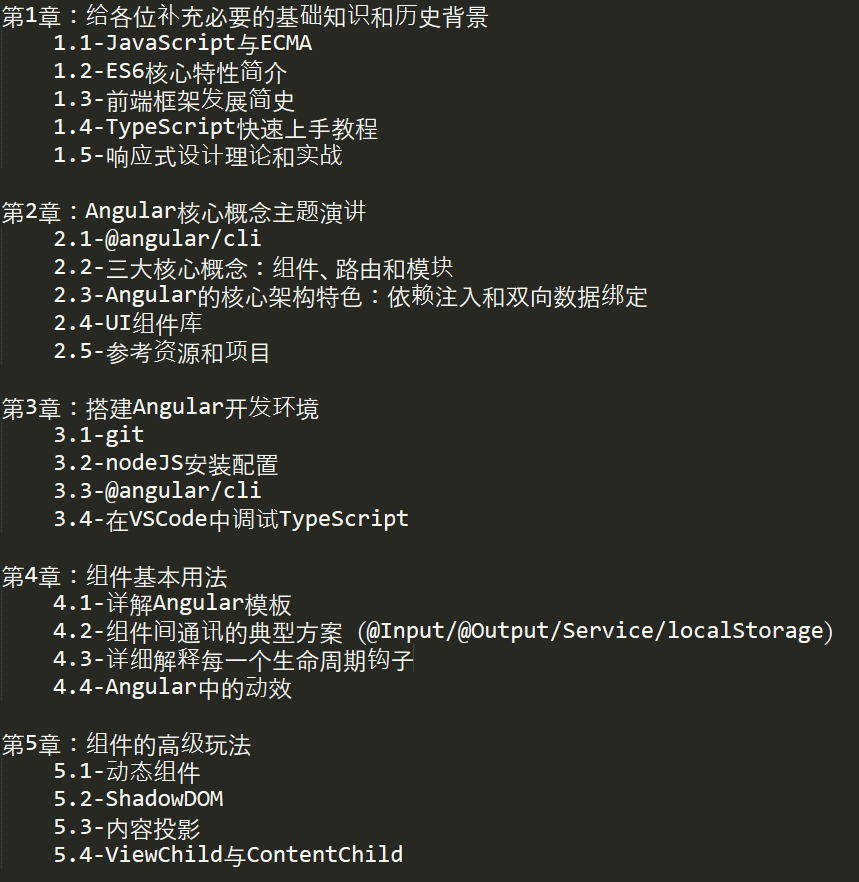 第1章：给各位补充必要的基础知识和历史背景
1.1-JavaScript与ECMA
1.2-ES6核心特性简介
1.3-前端框架发展简史
1.4-TypeScript快速上手教程
1.5-响应式设计理论和实战
第2章：Angular核心概念主题演讲
2.1-@angular/cli
2.2-三大核心概念：组件、路由和模块
2.3-Angular的核心架构特色：依赖注入和双向数据绑定
2.4-UI组件库
2.5-参考资源和项目
第3章：搭建Angular开发环境
3.1-git
3.2-nodeJS安装配置
3.3-@angular/cli
3.4-在VSCode中调试TypeScript
第4章：组件基本用法
4.1-详解Angular模板
4.2-组件间通讯的典型方案（@Input/@Output/Service/localStorage）
4.3-详细解释每一个生命周期钩子
4.4-Angular中的动效
第5章：组件的高级玩法
5.1-动态组件
5.2-ShadowDOM
5.3-内容投影
5.4-ViewChild与ContentChild